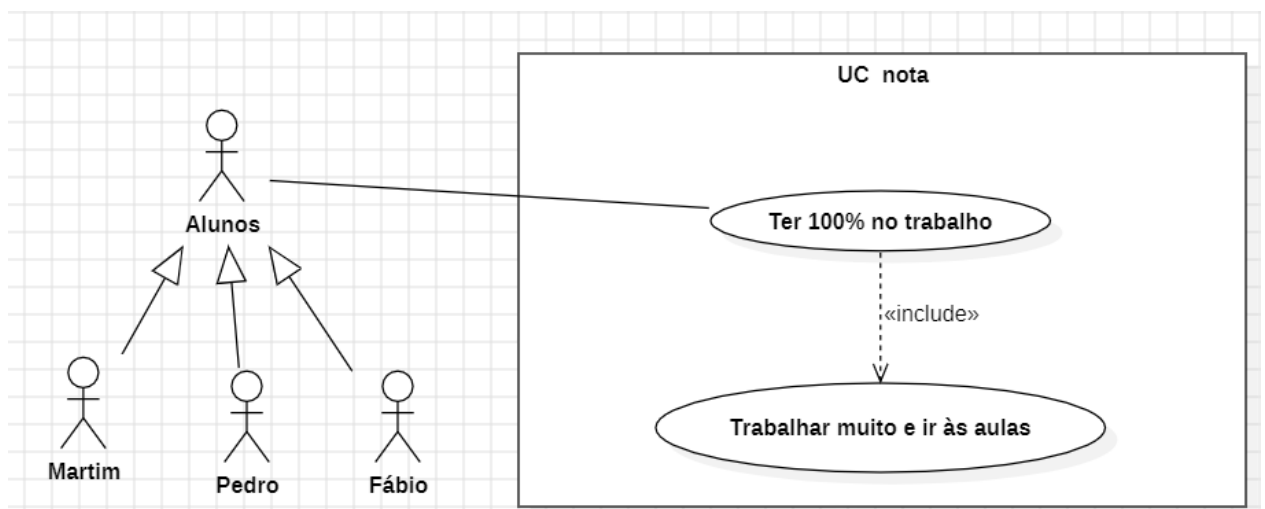 UC nota
Alunos
Ter 100% no trabalho
«include»
Trabalhar muito e ir às aulas
Martim
Pedro
Fábio